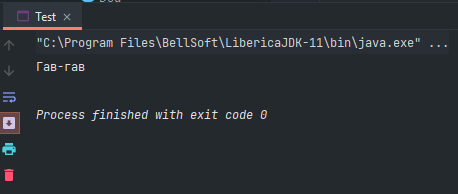 Test
"C:\Program Files\BellSoft\LibericaJDK-11\bin\java.exe" ...
Гав-гав
Process finished with exit code 0